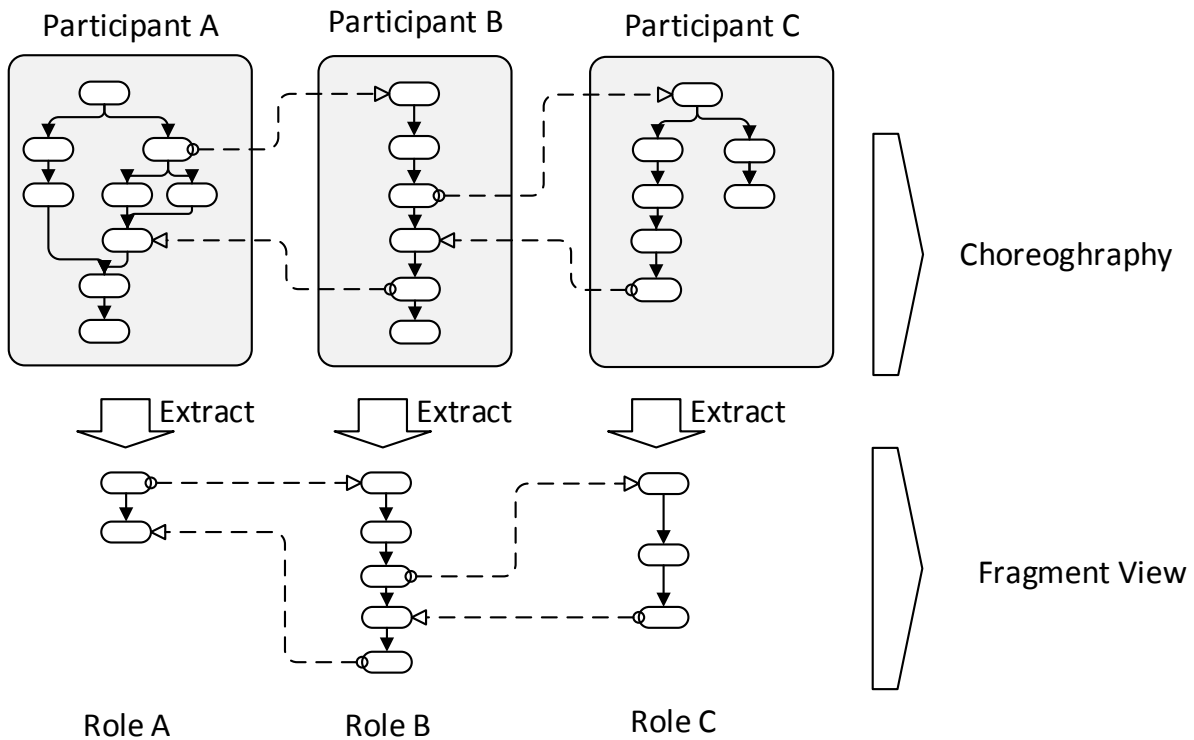 Participant A
Participant B
Participant C
Choreoghraphy
Extract
Extract
Extract
Fragment View
Role A
Role B
Role C